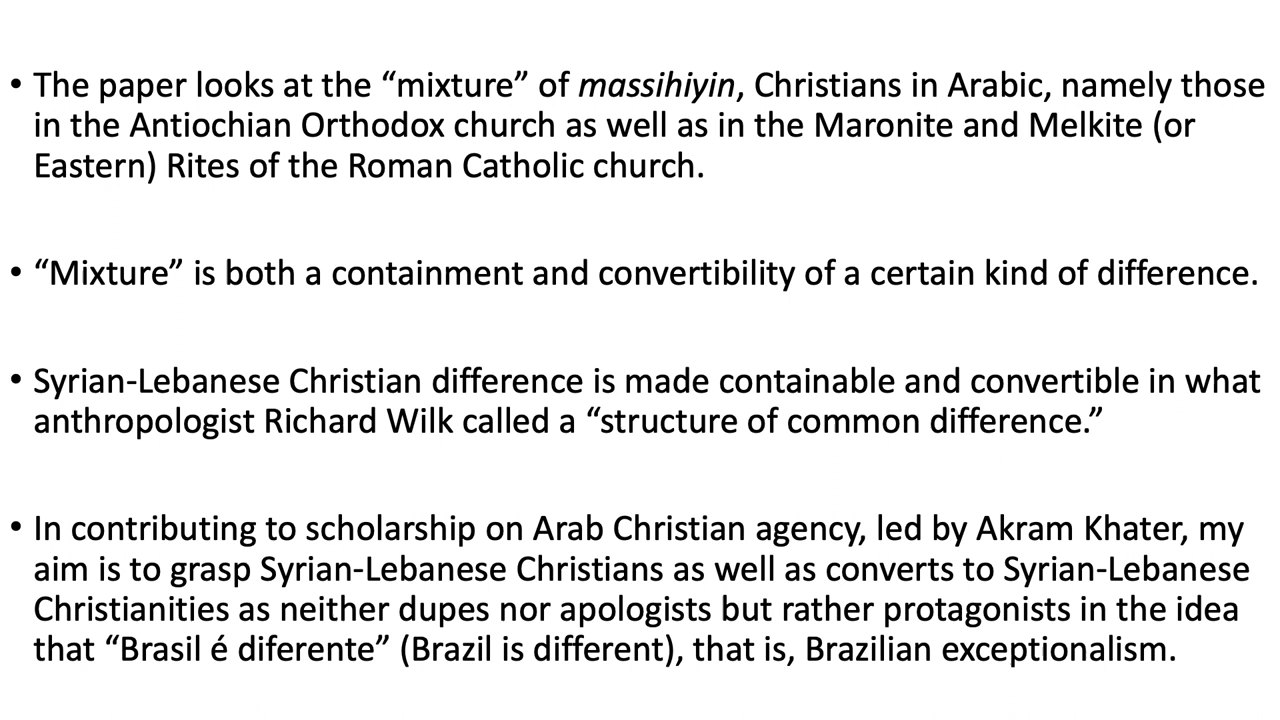 • The paper looks at the “mixture” of massihiyin, Christians in Arabic, namely those
in the Antiochian Orthodox church as well as in the Maronite and Melkite (or
Eastern) Rites of the Roman Catholic church.
• “Mixture” is both a containment and convertibility of a certain kind of difference.
• Syrian-Lebanese Christian difference is made containable and convertible in what
anthropologist Richard Wilk called a “structure of common difference.”
• In contributing to scholarship on Arab Christian agency, led by Akram Khater, my
aim is to grasp Syrian-Lebanese Christians as well as converts to Syrian-Lebanese
Christianities as neither dupes nor apologists but rather protagonists in the idea
that “Brasil é diferente” (Brazil is different), that is, Brazilian exceptionalism.